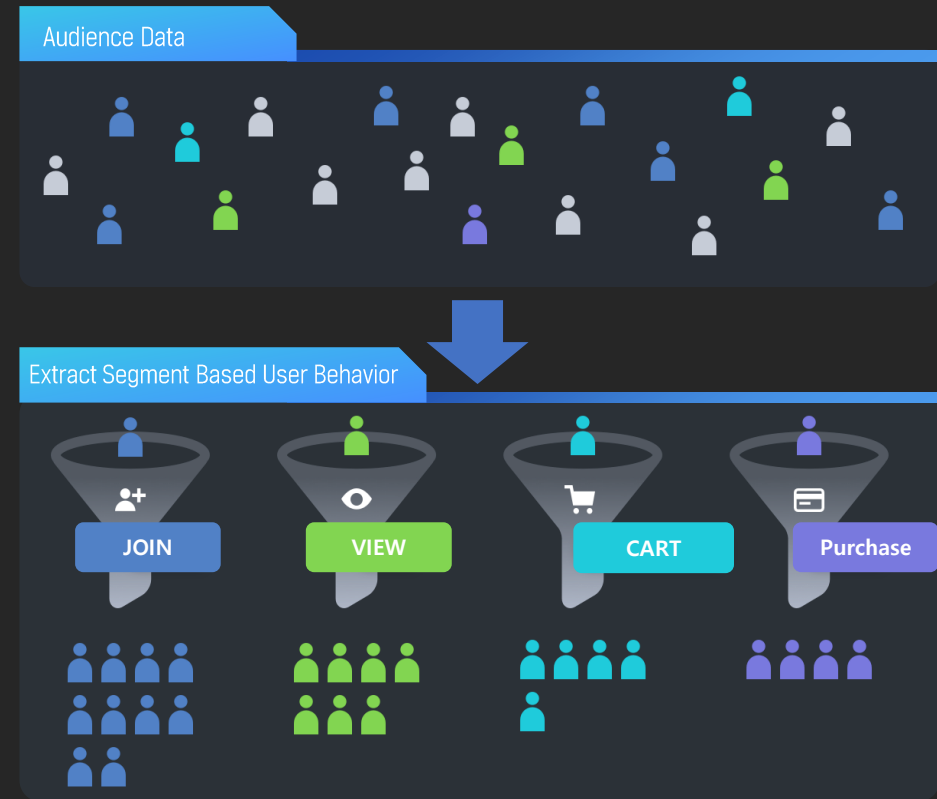 Audience Data
Extract Segment Based User Behavior
JOIN
VIEW
CART
Purchase